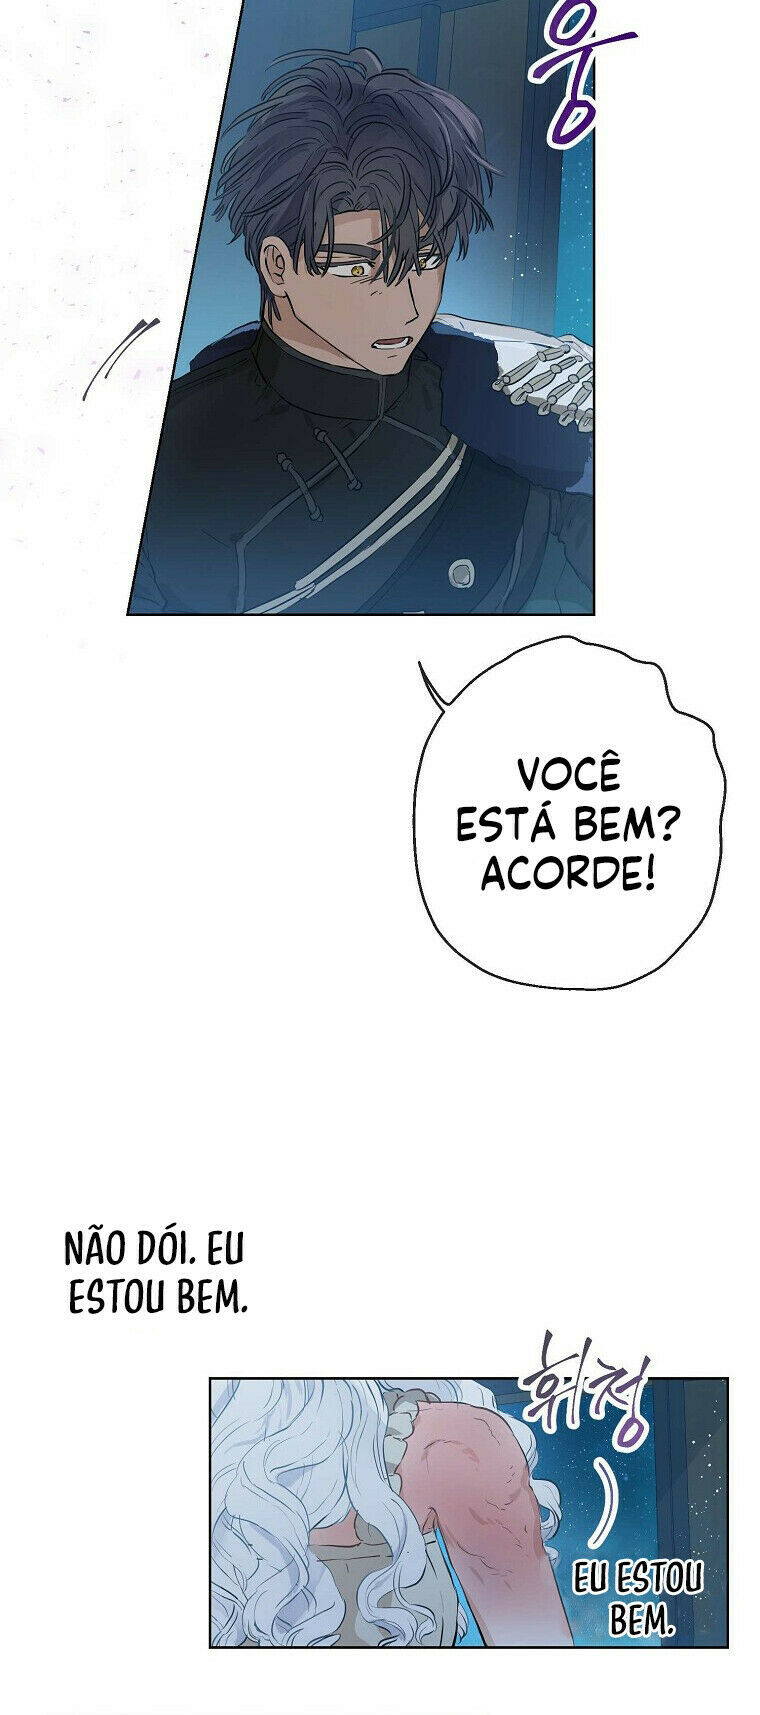 웅
VOCÊ
ESTÁ BEM?
ACORDE!
NÃO DÓI. EU
ESTOU BEM.
휘청
EU ESTOU
BEM.